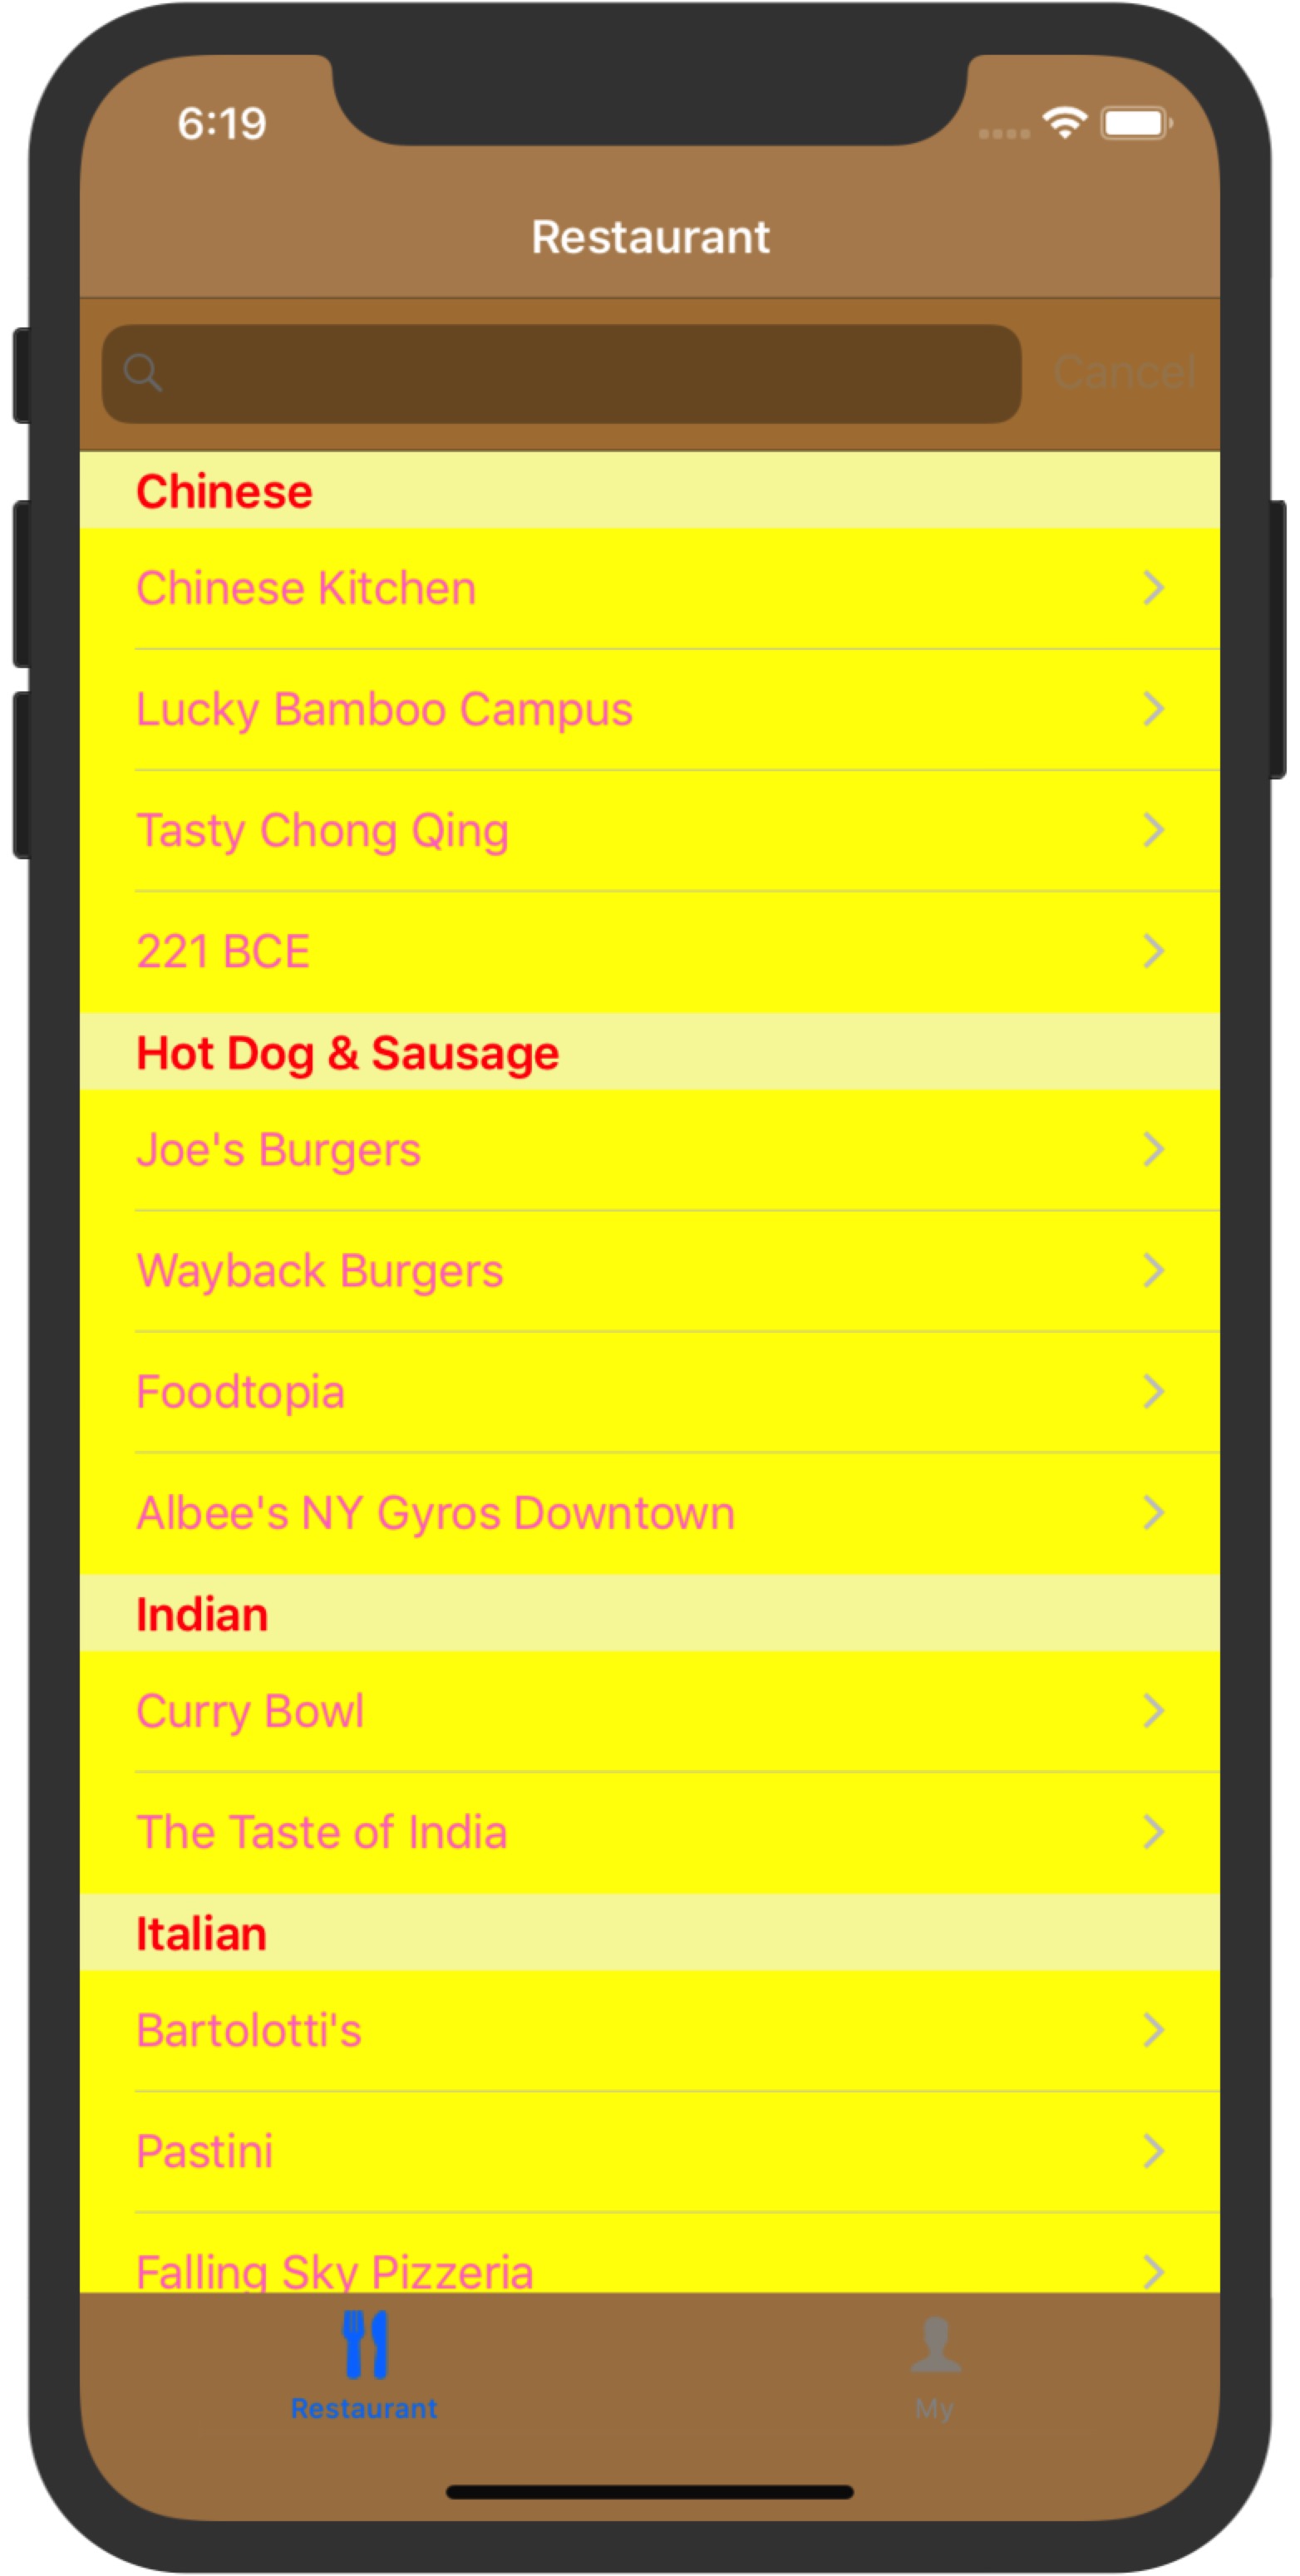 6:19
Restaurant
Cancel
Chinese
Chinese Kitchen
Lucky Bamboo Campus
Tasty Chong Qing
221 BCE
Hot Dog & Sausage
Joe's Burgers
Wayback Burgers
Foodtopia
Albee's NY Gyros Downtown
Indian
Curry Bowl
The Taste of India
Italian
Bartolotti's
Pastini
Falling Sky Pizzeria
Restaurant
My